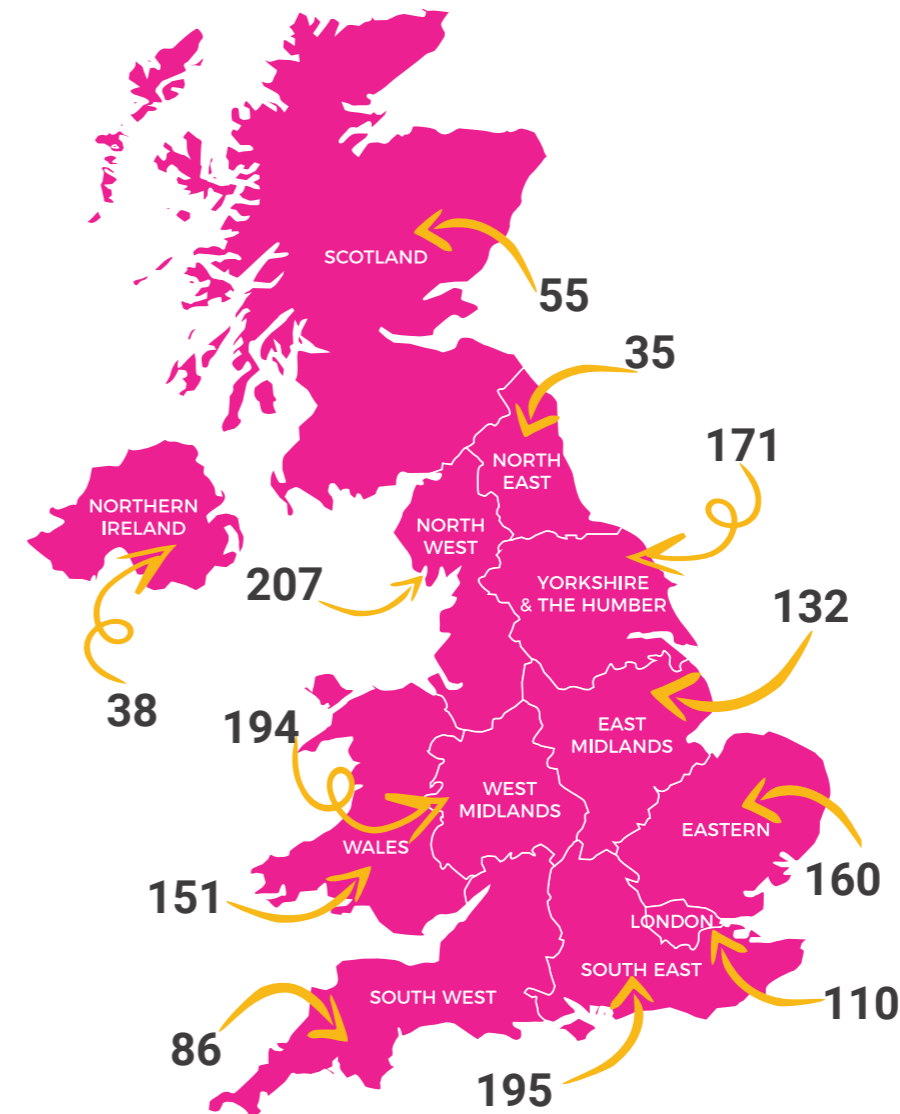 SCOTLAND
55
35
171
NORTH
EAST
NORTHERN
IRELAND
NORTH
WEST
207
YORKSHIRE
& THE HUMBER
132
38
194
EAST
MIDLANDS
WEST
MIDLANDS
EASTERN
WALES
160
151
LONDON
SOUTH EAST
SOUTH WEST
110
86
195